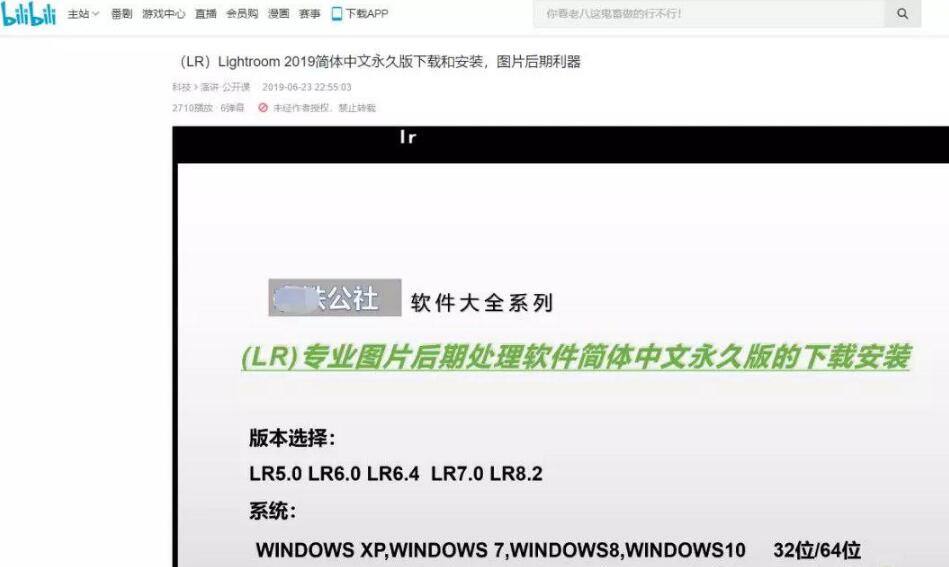 bilibili 主站 番剧 游戏中心 直播 会员购 漫画 赛事 下载APP 你看老八这鬼畜做的行不行!
（LR）Lightroom 2019简体中文永久版下载和安装，图片后期利器
科技 > 演讲·公开课 2019-06-23 22:55:03
2710播放 · 6弹幕 未经作者授权，禁止转载
lr
公社 软件大全系列
(LR)专业图片后期处理软件简体中文永久版的下载安装
版本选择：
LR5.0 LR6.0 LR6.4 LR7.0 LR8.2
系统：
WINDOWS XP,WINDOWS 7,WINDOWS8,WINDOWS10 32位/64位